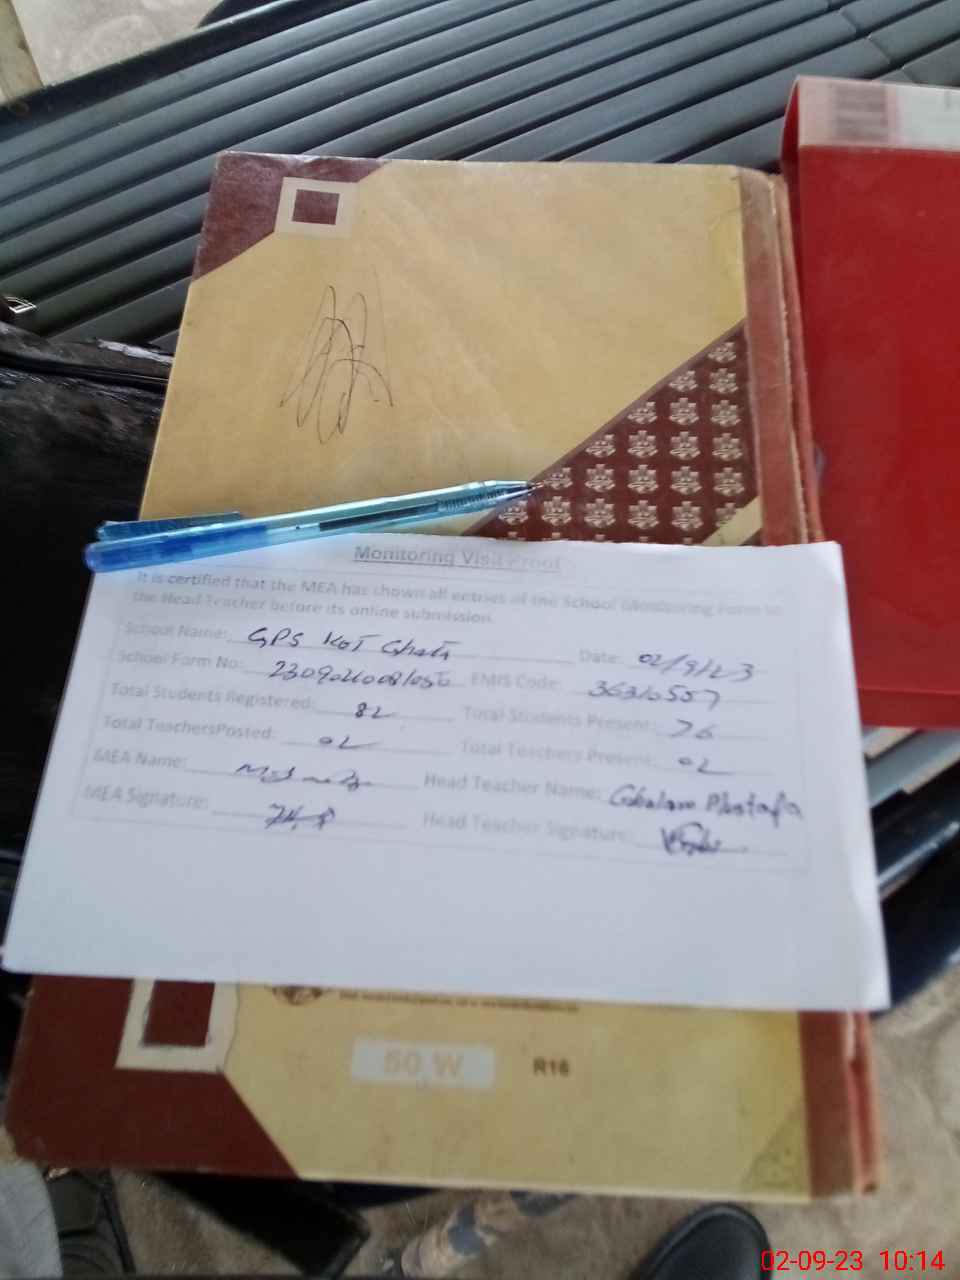 Monitoring Visit Proof
It is certified that the MEA has shown all entries of the School Monitoring Form to
the Head Teacher before its online submission.
School Name: GPS KOT Date: 02/9/23
School Form No: EMIS Code: 36310557
Total Students Registered: 82 Total Students Present: 76
Total TeachersPosted: 02 Total Teachers Present: 02
MEA Name: Head Teacher Name: Ghulam Mustafa
MEA Signature: Head Teacher Signature:
50 W R16
02-09-23 10:14